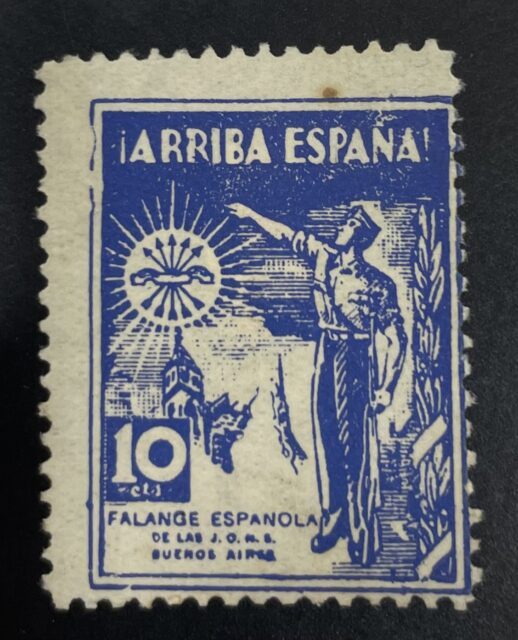 ¡ARRIBA ESPAÑA!
10
cts.
FALANGE ESPANOLA
DE LAS J.O.N.S.
BUENOS AIRES